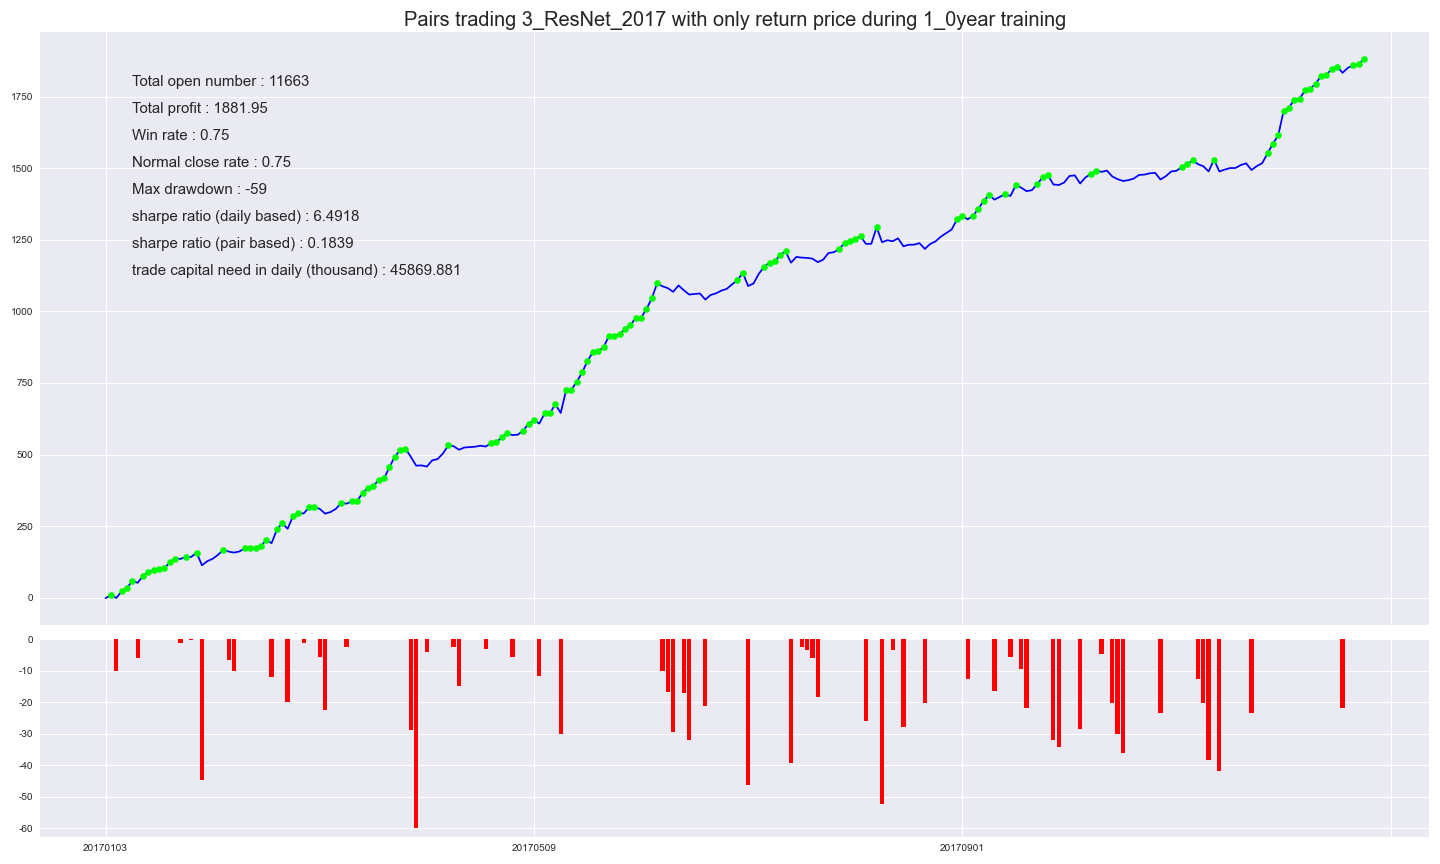 Pairs trading 3_ResNet_2017 with only return price during 1_0year training
Total open number : 11663
Total profit : 1881.95
Win rate : 0.75
Normal close rate : 0.75
Max drawdown : -59
sharpe ratio (daily based) : 6.4918
sharpe ratio (pair based) : 0.1839
trade capital need in daily (thousand) : 45869.881
1750
1500
1250
1000
750
500
250
0
0
-10
-20
-30
-40
-50
-60
20170103 20170509 20170901